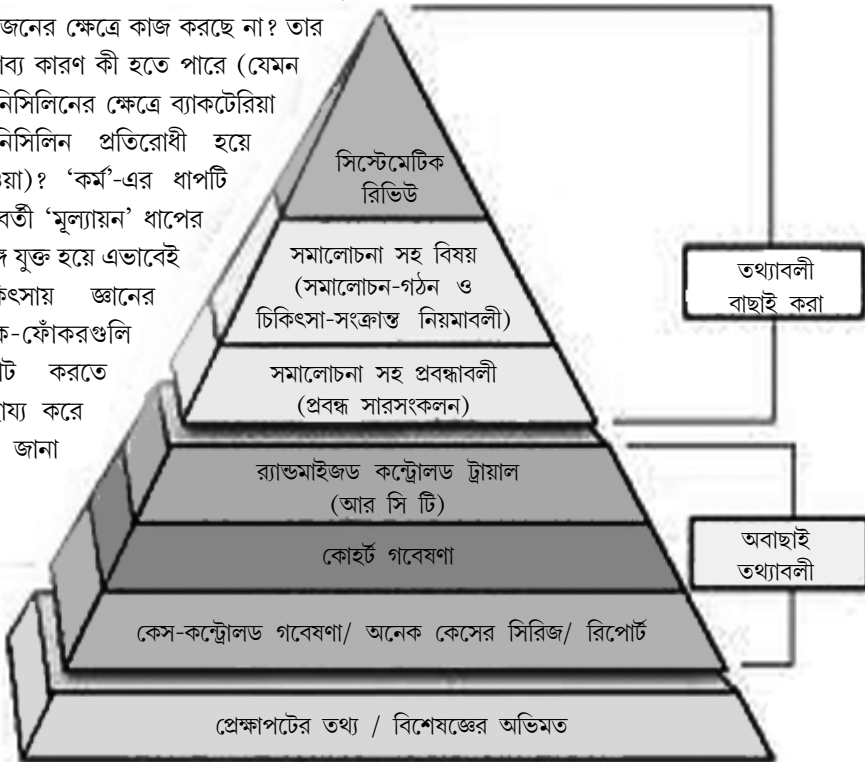 জনের ক্ষেত্রে কাজ করছে না? তার
ব্য কারণ কী হতে পারে (যেমন
নিসিলিনের ক্ষেত্রে ব্যাকটেরিয়া
নিসিলিন প্রতিরোধী হয়ে
য়া)? ‘কর্ম’-এর ধাপটি
বর্তী ‘মূল্যায়ন’ ধাপের
ঙ্গ যুক্ত হয়ে এভাবেই
কিৎসায় জ্ঞানের
ক-ফোঁকরগুলি
াট করতে
হায্য করে
জানা
সিস্টেমেটিক
রিভিউ
সমালোচনা সহ বিষয়
(সমালোচন-গঠন ও
চিকিৎসা-সংক্রান্ত নিয়মাবলী)
সমালোচনা সহ প্রবন্ধাবলী
(প্রবন্ধ সারসংকলন)
তথ্যাবলী
বাছাই করা
র‍্যান্ডমাইজড কন্ট্রোলড ট্রায়াল
(আর সি টি)
কোহর্ট গবেষণা
কেস-কন্ট্রোলড গবেষণা/ অনেক কেসের সিরিজ/ রিপোর্ট
অবাছাই
তথ্যাবলী
প্রেক্ষাপটের তথ্য / বিশেষজ্ঞের অভিমত